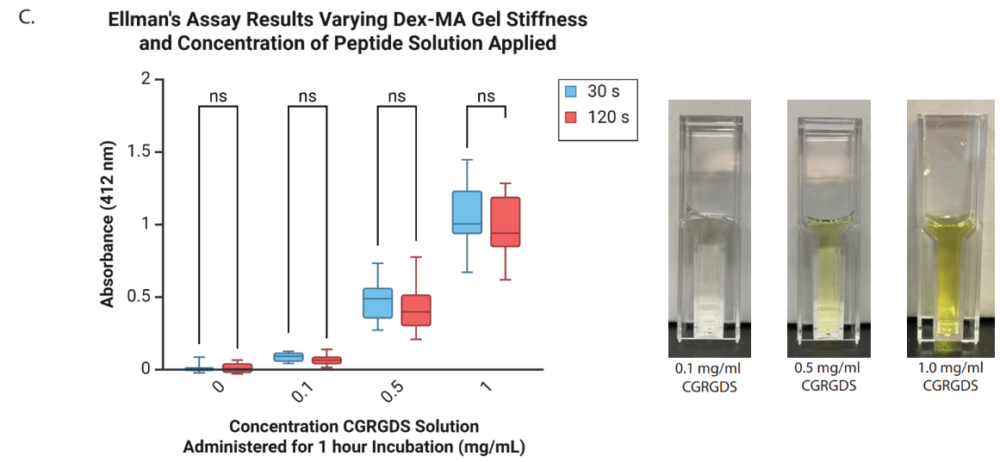 C.
Ellman's Assay Results Varying Dex-MA Gel Stiffness
and Concentration of Peptide Solution Applied
Absorbance (412 nm)
2
1.5
1
0.5
0
ns
ns
ns
ns
30 s
120 s
0
0.1
0.5
1
Concentration CGRGDS Solution
Administered for 1 hour Incubation (mg/mL)
0.1 mg/ml
CGRGDS
0.5 mg/ml
CGRGDS
1.0 mg/ml
CGRGDS